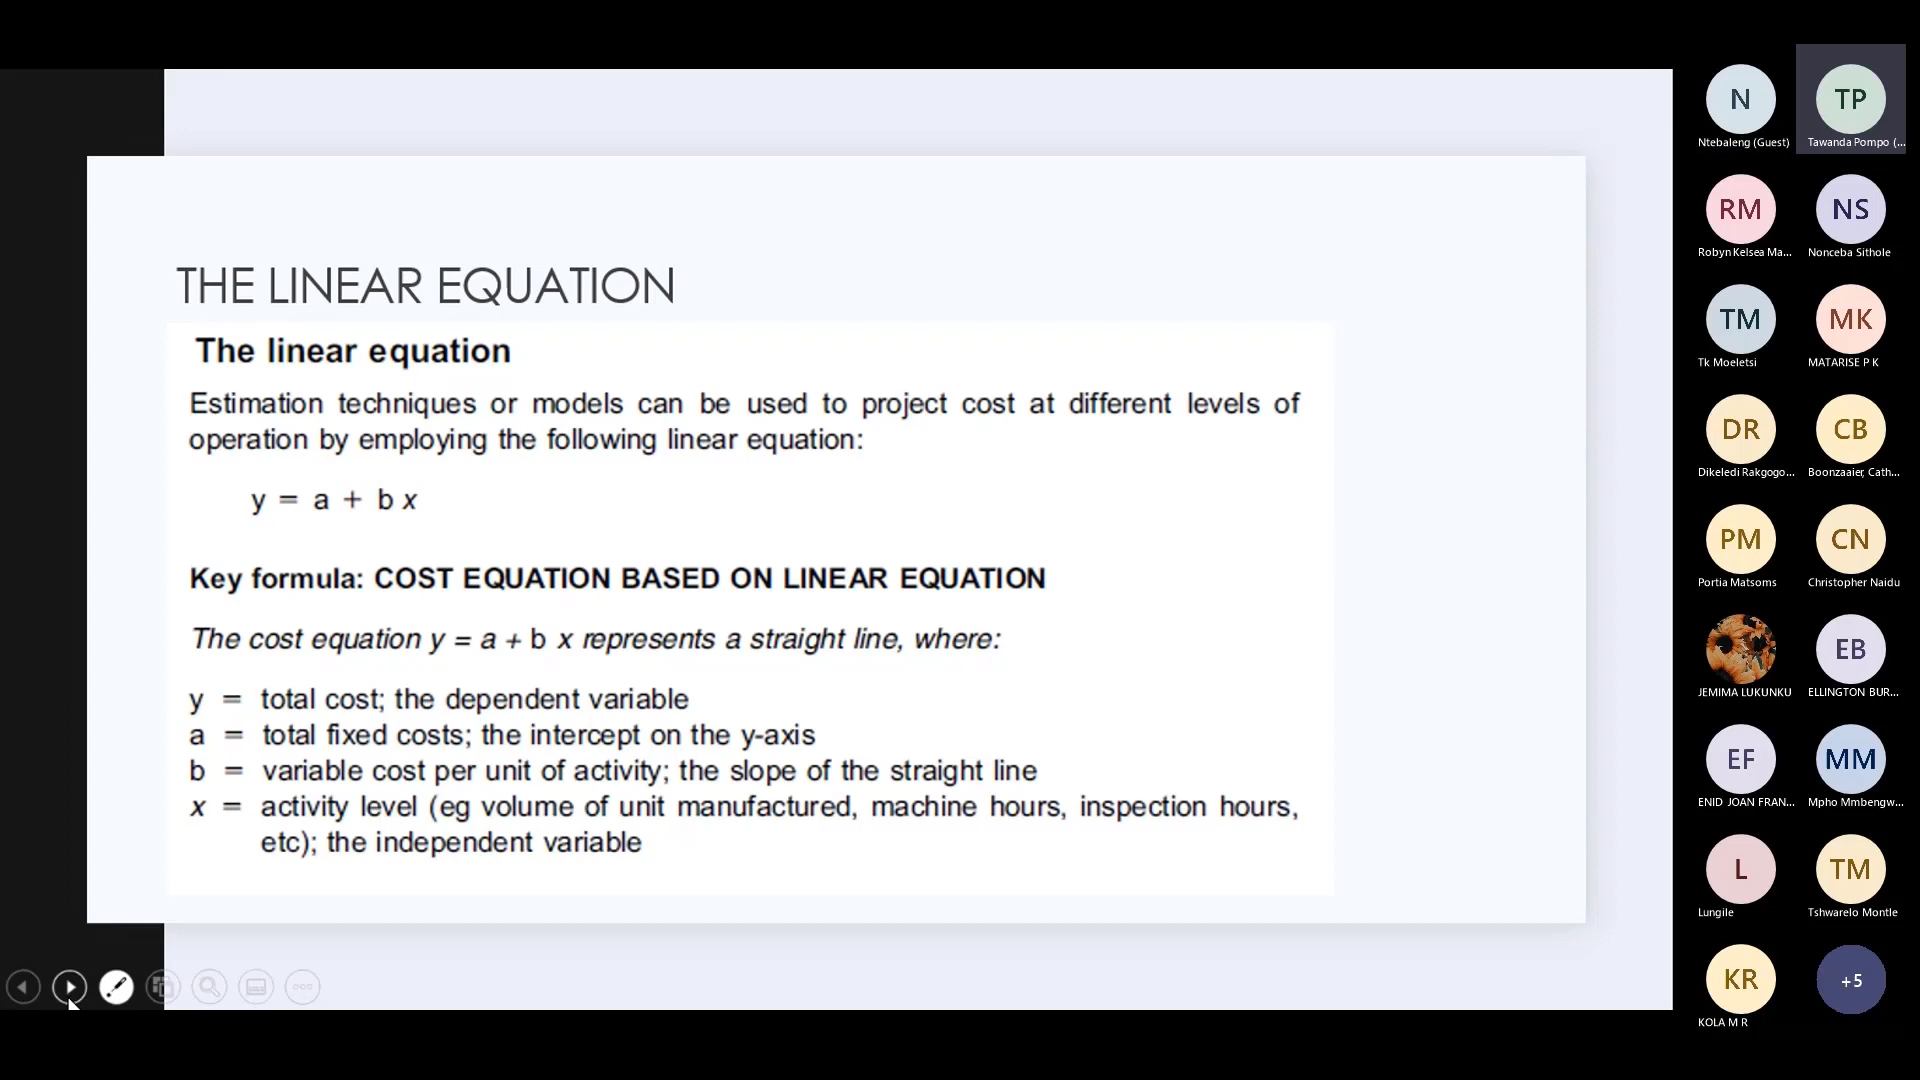 THE LINEAR EQUATION
The linear equation
Estimation techniques or models can be used to project cost at different levels of
operation by employing the following linear equation:
y = a + b x
Key formula: COST EQUATION BASED ON LINEAR EQUATION
The cost equation y = a + b x represents a straight line, where:
y = total cost; the dependent variable
a = total fixed costs; the intercept on the y-axis
b = variable cost per unit of activity; the slope of the straight line
x = activity level (eg volume of unit manufactured, machine hours, inspection hours,
etc); the independent variable
N
TP
Ntebaleng (Guest)
Tawanda Pompo (...
RM
NS
Robyn Kelsea Ma...
Nonceba Sithole
TM
MK
Tk Moeletsi
MATARISE P K
DR
CB
Dikeledi Rakgogo...
Boonzaaier, Cath...
PM
CN
Portia Matsoms
Christopher Naidu
EB
JEMIMA LUKUNKU
ELLINGTON BUR...
EF
MM
ENID JOAN FRAN...
Mpho Mmbengw...
L
TM
Lungile
Tshwarelo Montle
KR
+5
KOLA M R